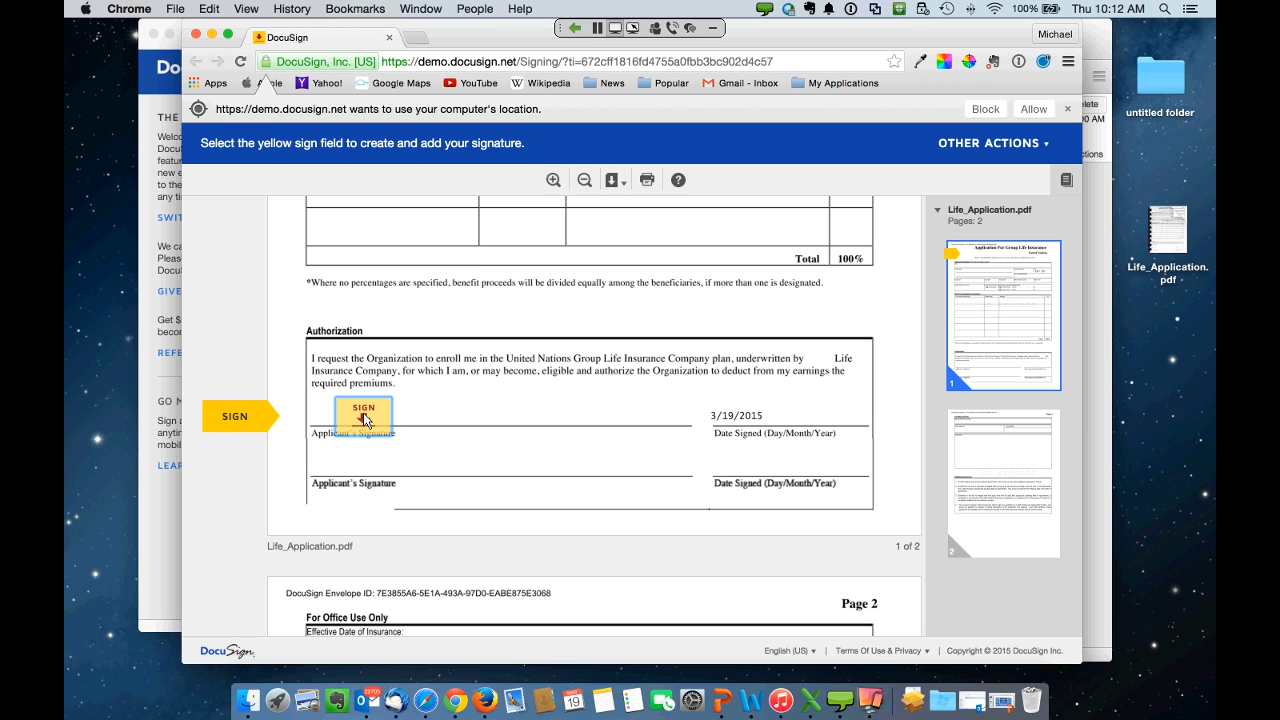 Chrome File Edit View History Bookmarks Window People Help 100% Thu 10:12 AM
DocuSign
Michael
DocuSign, Inc. [US] https://demo.docusign.net/Signing/?ti=672cff1816fd4755a0fbb3bc902d4c57
Apps Yahoo! Google Maps YouTube Wikipedia News Popular Gmail - Inbox My Applications
https://demo.docusign.net wants to use your computer's location. Block Allow
Select the yellow sign field to create and add your signature. OTHER ACTIONS
untitled folder
Life_Application.pdf
Pages: 2
Life_Application.
pdf
Total 100%
*Where no percentages are specified, benefit proceeds will be divided equally among the beneficiaries, if more than one is designated.
Authorization
I request the Organization to enroll me in the United Nations Group Life Insurance Company plan, underwritten by Life
Insurance Company, for which I am, or may become, eligible and authorize the Organization to deduct from my earnings the
required premiums.
SIGN
SIGN
3/19/2015
Applicant's Signature Date Signed (Day/Month/Year)
Applicant's Signature Date Signed (Day/Month/Year)
Life_Application.pdf 1 of 2
1
2
DocuSign Envelope ID: 7E3855A6-5E1A-493A-97D0-EABE875E3068
Page 2
For Office Use Only
Effective Date of Insurance:
DocuSign English (US) | Terms Of Use & Privacy | Copyright © 2015 DocuSign Inc.
22705
19